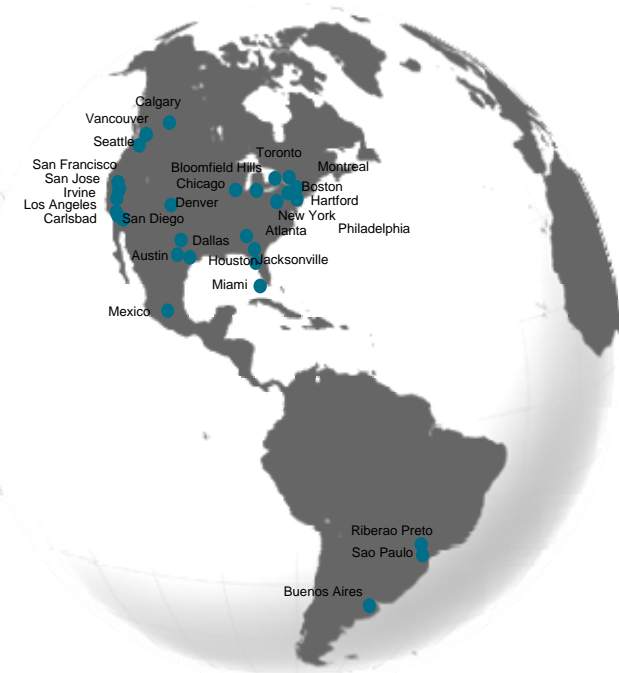 Calgary
Vancouver
Seattle
Toronto
San Francisco
Bloomfield Hills
Montreal
San Jose
Chicago
Boston
Irvine
Denver
Hartford
Los Angeles
New York
Carlsbad
San Diego
Philadelphia
Atlanta
Dallas
Austin
Houston
Jacksonville
Miami
Mexico
Riberao Preto
Sao Paulo
Buenos Aires